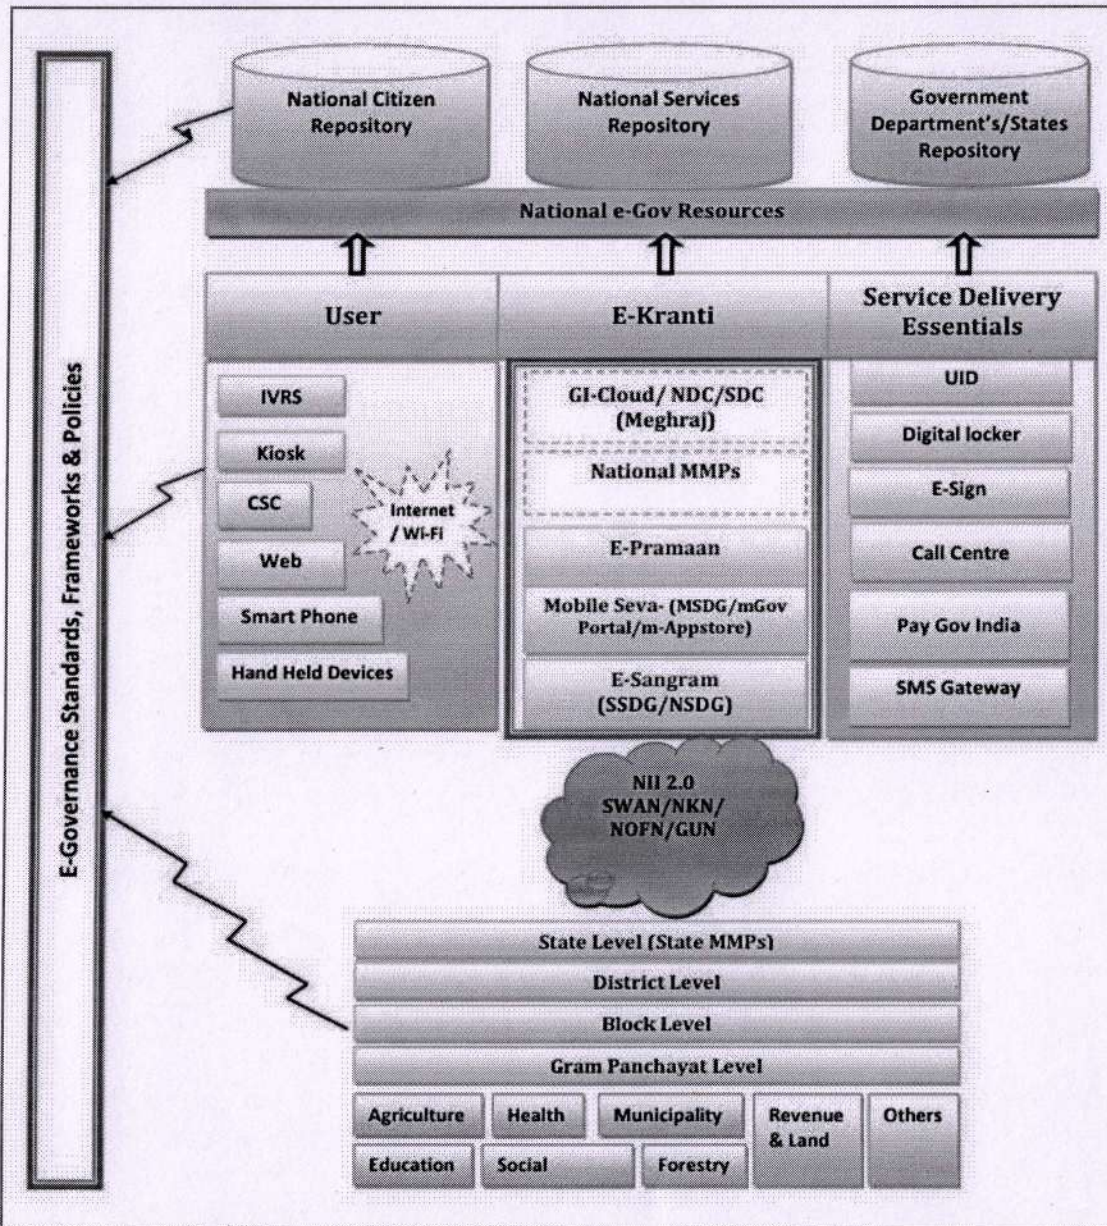 National Citizen
Repository
National Services
Repository
Government
Department's/States
Repository
National e-Gov Resources
E-Governance Standards, Frameworks & Policies
User
IVRS
Kiosk
CSC
Web
Smart Phone
Hand Held Devices
Internet
/ Wi-Fi
E-Kranti
GI-Cloud/ NDC/SDC
(Meghraj)
National MMPs
E-Pramaan
Mobile Seva- (MSDG/mGov
Portal/m-Appstore)
E-Sangram
(SSDG/NSDG)
Service Delivery
Essentials
UID
Digital locker
E-Sign
Call Centre
Pay Gov India
SMS Gateway
NII 2.0
SWAN/NKN/
NOFN/GUN
State Level (State MMPs)
District Level
Block Level
Gram Panchayat Level
Agriculture
Health
Municipality
Revenue
& Land
Others
Education
Social
Forestry